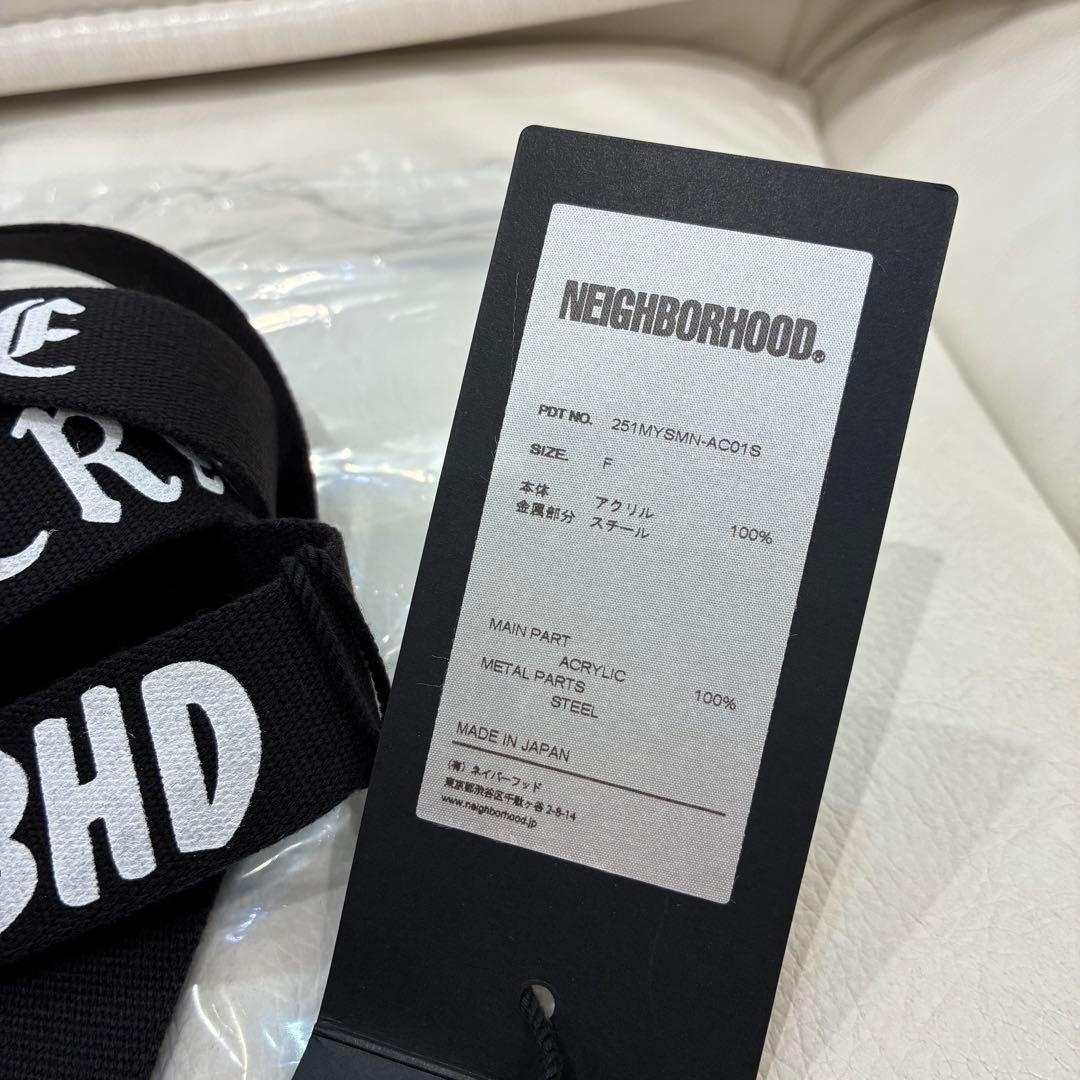 NEIGHBORHOOD®
PDT NO. 251MYSMN-AC01S
SIZE. F
本体 アクリル 100%
金属部分 スチール
MAIN PART
ACRYLIC 100%
METAL PARTS
STEEL
MADE IN JAPAN
(有) ネイバーフッド
東京都渋谷区千駄ヶ谷2-8-14
www.neighborhood.jp
E
BHD